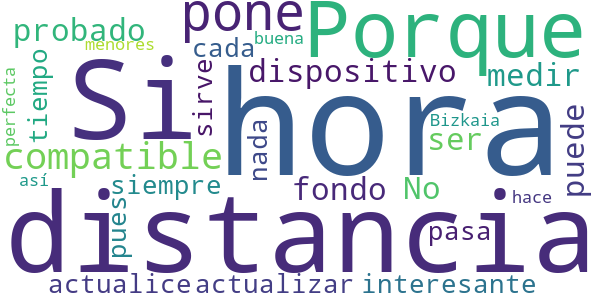 pone Porque
probado menores cada buena
tiempo perfecta Si sirve dispositivo medir
hora
compatible nada Bizkaia ser puede
así siempre fondo No hace
distancia pues pasa
actualice actualizar interesante